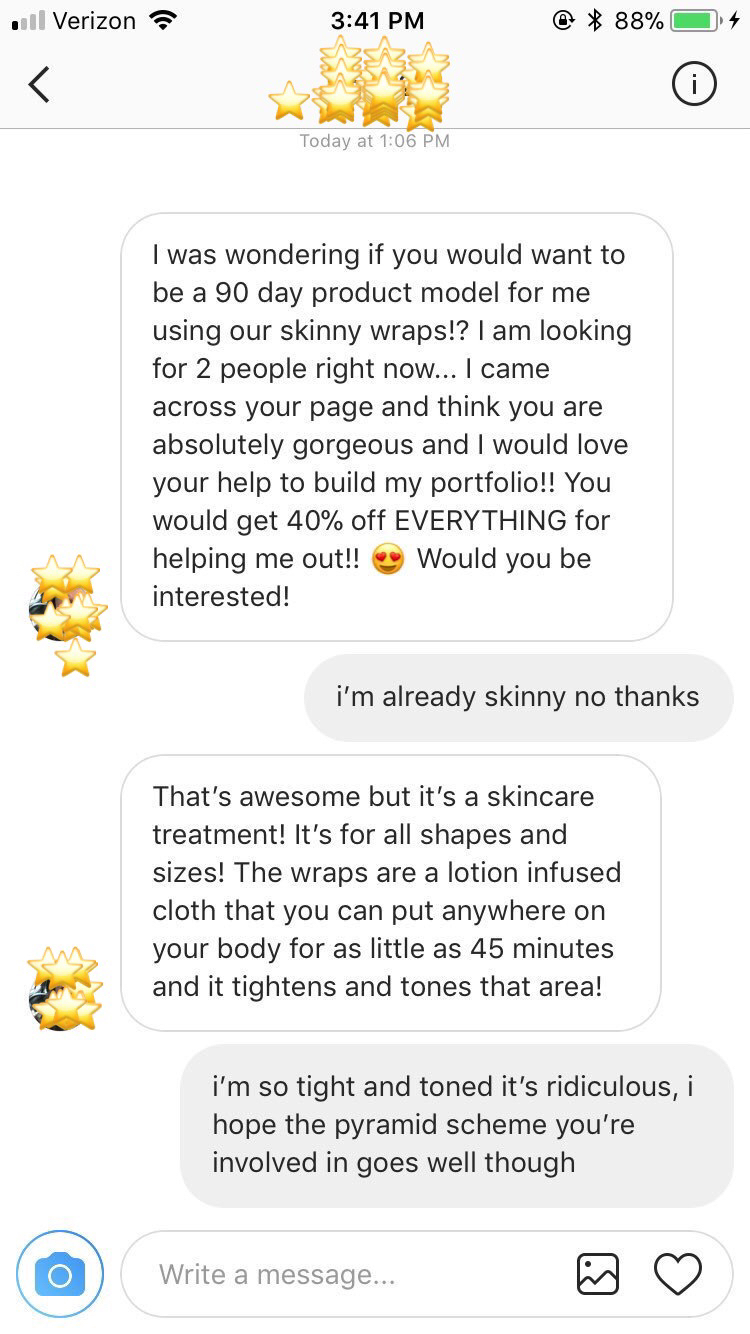 Verizon 3:41 PM 88%
Today at 1:06 PM
I was wondering if you would want to
be a 90 day product model for me
using our skinny wraps!? I am looking
for 2 people right now... I came
across your page and think you are
absolutely gorgeous and I would love
your help to build my portfolio!! You
would get 40% off EVERYTHING for
helping me out!! 😍 Would you be
interested!
i’m already skinny no thanks
That’s awesome but it’s a skincare
treatment! It’s for all shapes and
sizes! The wraps are a lotion infused
cloth that you can put anywhere on
your body for as little as 45 minutes
and it tightens and tones that area!
i’m so tight and toned it’s ridiculous, i
hope the pyramid scheme you’re
involved in goes well though
Write a message...